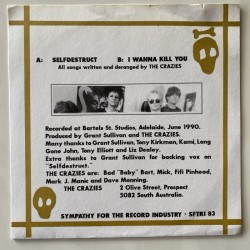 A: SELFDESTRUCT B: I WANNA KILL YOU
All songs written and deranged by THE CRAZIES
Recorded at Bartels St. Studios, Adelaide, June 1990.
Produced by Grant Sullivan and THE CRAZIES.
Many thanks to Grant Sullivan, Tony Kirkman, Kami, Long
Gone John, Tony Elliott and Liz Dealey.
Extra thanks to Grant Sullivan for backing vox on
"Selfdestruct."
THE CRAZIES are: Bad "Baby" Bart, Mick, Fifi Pinhead,
Mark J. Manic and Dave Manning.
THE CRAZIES 2 Olive Street, Prospect
5082 South Australia.
SYMPATHY FOR THE RECORD INDUSTRY · SFTRI 83